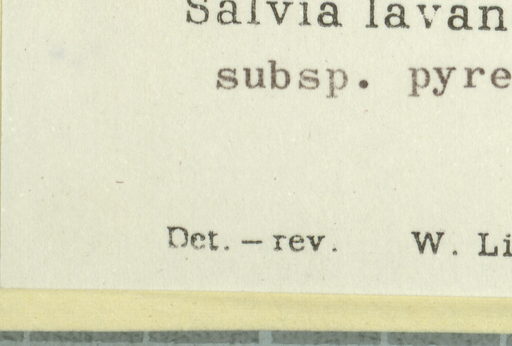 Salvia lavan
subsp. pyre
Det. — rev. W. Li